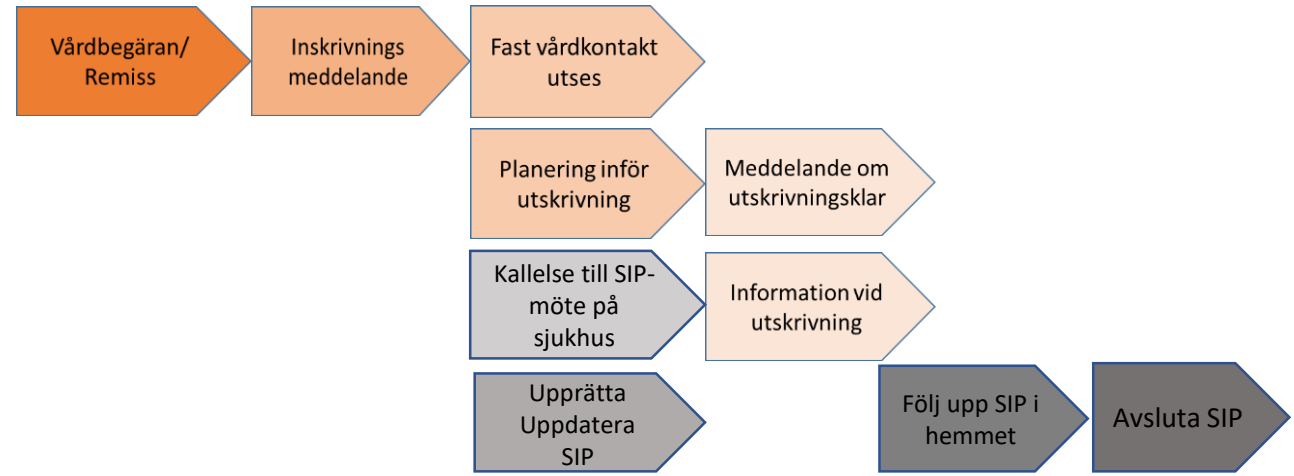 Vårdbegäran/
Remiss
Inskrivnings
meddelande
Fast vårdkontakt
utses
Planering inför
utskrivning
Meddelande om
utskrivningsklar
Kallelse till SIP-
möte på
sjukhus
Information vid
utskrivning
Upprätta
Uppdatera
SIP
Följ upp SIP i
hemmet
Avsluta SIP